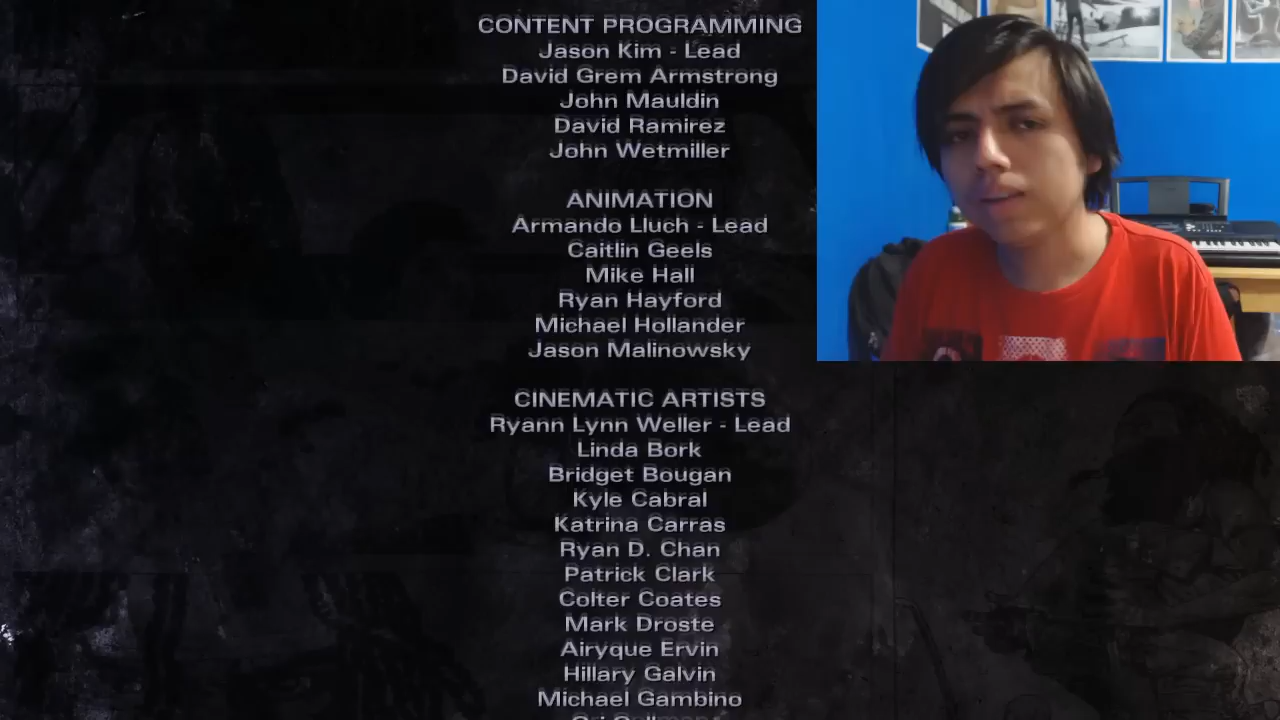 CONTENT PROGRAMMING
Jason Kim - Lead
David Grem Armstrong
John Mauldin
David Ramirez
John Wetmiller
ANIMATION
Armando Lluch - Lead
Caitlin Geels
Mike Hall
Ryan Hayford
Michael Hollander
Jason Malinowsky
CINEMATIC ARTISTS
Ryann Lynn Weller - Lead
Linda Bork
Bridget Bougan
Kyle Cabral
Katrina Carras
Ryan D. Chan
Patrick Clark
Colter Coates
Mark Droste
Airyque Ervin
Hillary Galvin
Michael Gambino